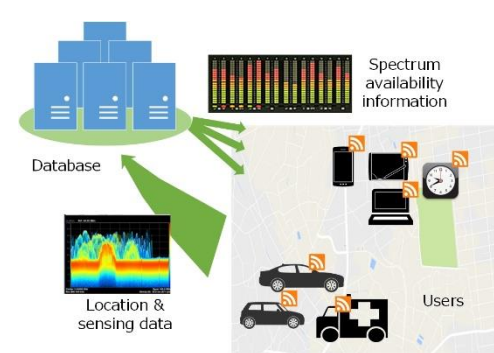 Spectrum
availability
information
Database
Location &
sensing data
Users